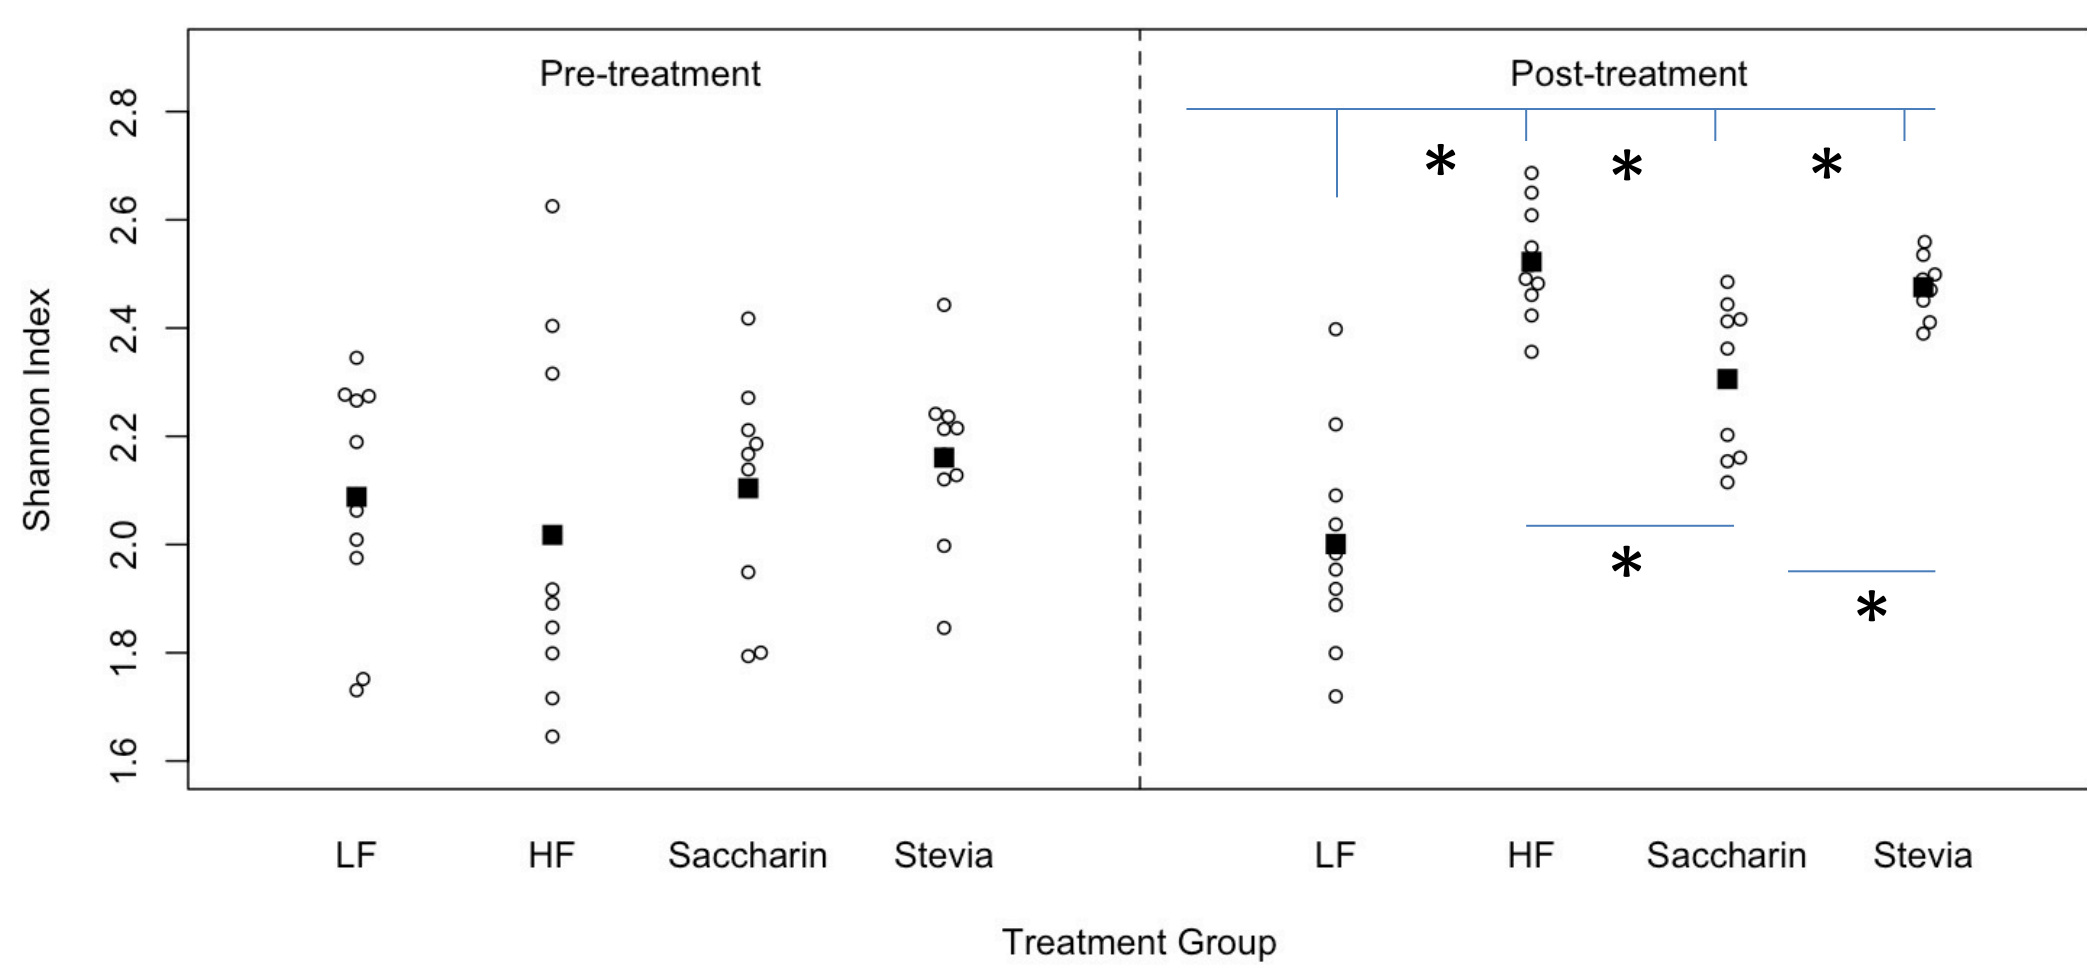 Pre-treatment
Post-treatment
Shannon Index
2.8
2.6
2.4
2.2
2.0
1.8
1.6
* * *
*
*
LF HF Saccharin Stevia LF HF Saccharin Stevia
Treatment Group